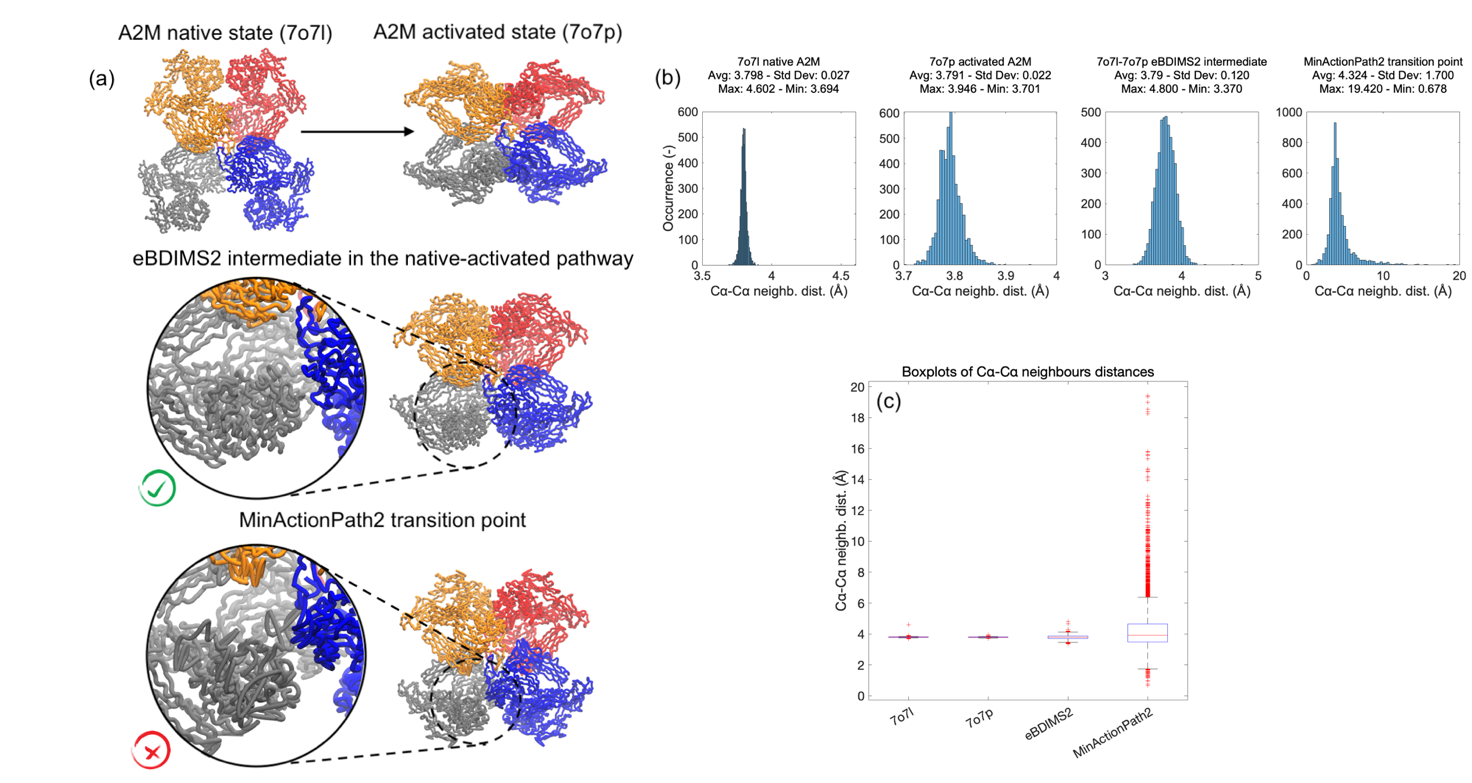 A2M native state (7o7l)
A2M activated state (7o7p)
(a)
eBDIMS2 intermediate in the native-activated pathway
MinActionPath2 transition point
(b)
7o7l native A2M
Avg: 3.798 - Std Dev: 0.027
Max: 4.602 - Min: 3.694
600
500
400
300
200
100
0
Occurrence (-)
3.5
4
4.5
Cα-Cα neighb. dist. (Å)
7o7p activated A2M
Avg: 3.791 - Std Dev: 0.022
Max: 3.946 - Min: 3.701
600
500
400
300
200
100
0
3.7
3.8
3.9
4
Cα-Cα neighb. dist. (Å)
7o7l-7o7p eBDIMS2 intermediate
Avg: 3.79 - Std Dev: 0.120
Max: 4.800 - Min: 3.370
500
400
300
200
100
0
3
4
5
Cα-Cα neighb. dist. (Å)
MinActionPath2 transition point
Avg: 4.324 - Std Dev: 1.700
Max: 19.420 - Min: 0.678
1000
800
600
400
200
0
0
10
20
Cα-Cα neighb. dist. (Å)
Boxplots of Cα-Cα neighbours distances
(c)
20
18
16
14
12
10
8
6
4
2
0
Cα-Cα neighb. dist. (Å)
7o7l
7o7p
eBDIMS2
MinActionPath2